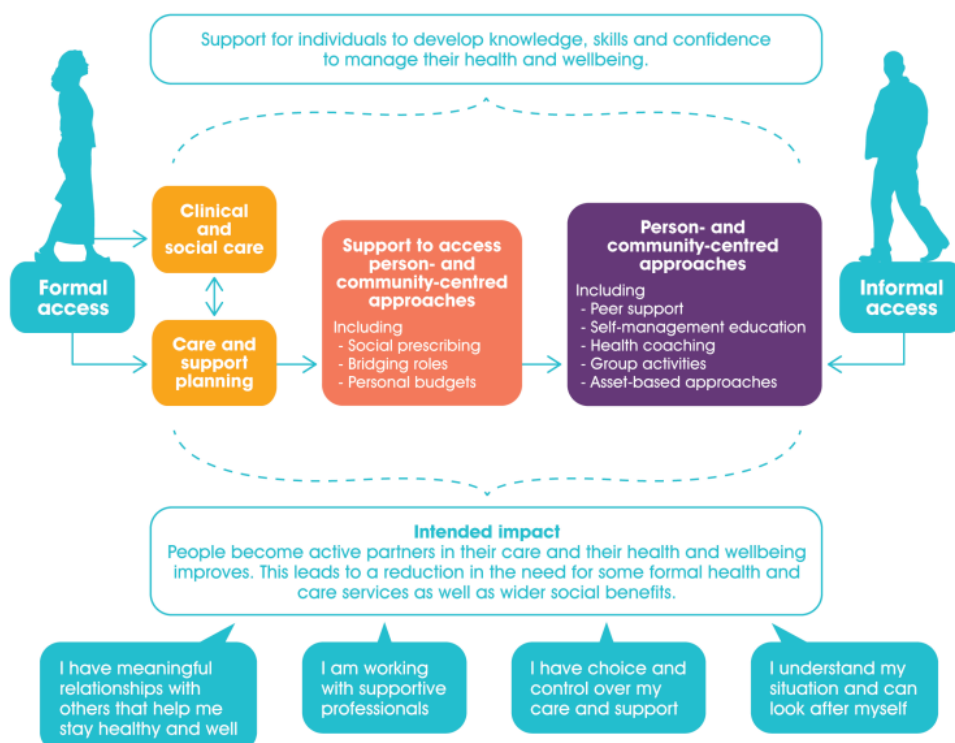 Support for individuals to develop knowledge, skills and confidence
to manage their health and wellbeing.
Formal
access
Clinical
and
social care
Care and
support
planning
Support to access
person- and
community-centred
approaches
Including
- Social prescribing
- Bridging roles
- Personal budgets
Person- and
community-centred
approaches
Including
- Peer support
- Self-management education
- Health coaching
- Group activities
- Asset-based approaches
Informal
access
Intended impact
People become active partners in their care and their health and wellbeing
improves. This leads to a reduction in the need for some formal health and
care services as well as wider social benefits.
I have meaningful
relationships with
others that help me
stay healthy and well
I am working
with supportive
professionals
I have choice and
control over my
care and support
I understand my
situation and can
look after myself